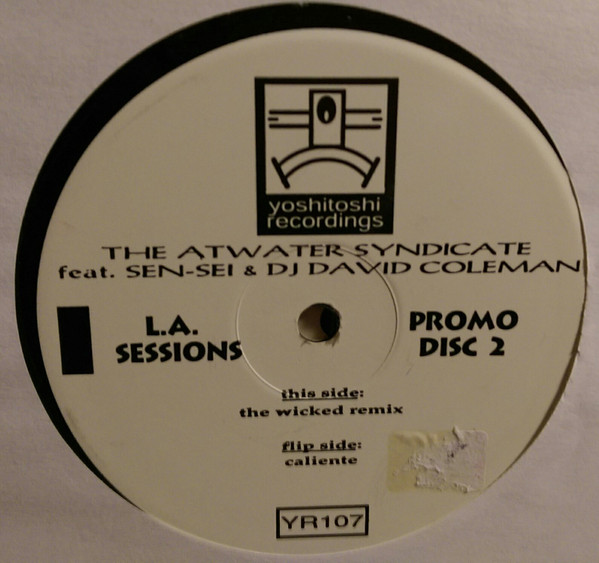 yoshitoshi
recordings
THE ATWATER SYNDICATE
feat. SEN-SEI & DJ DAVID COLEMAN
L.A.
SESSIONS
PROMO
DISC 2
this side:
the wicked remix
flip side:
caliente
YR107